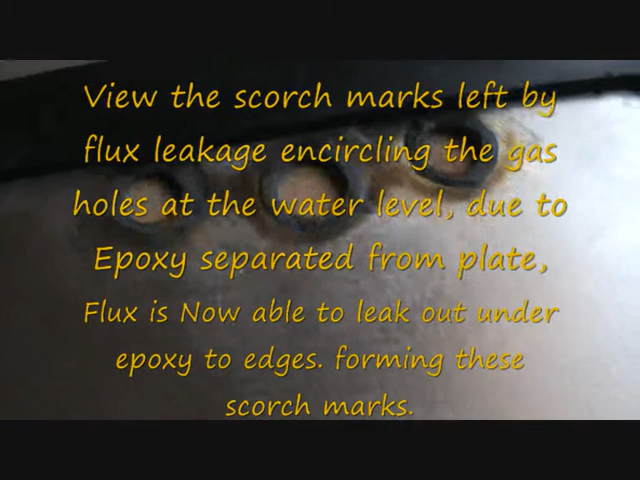 View the scorch marks left by
flux leakage encircling the gas
holes at the water level, due to
Epoxy separated from plate,
Flux is Now able to leak out under
epoxy to edges. forming these
scorch marks.